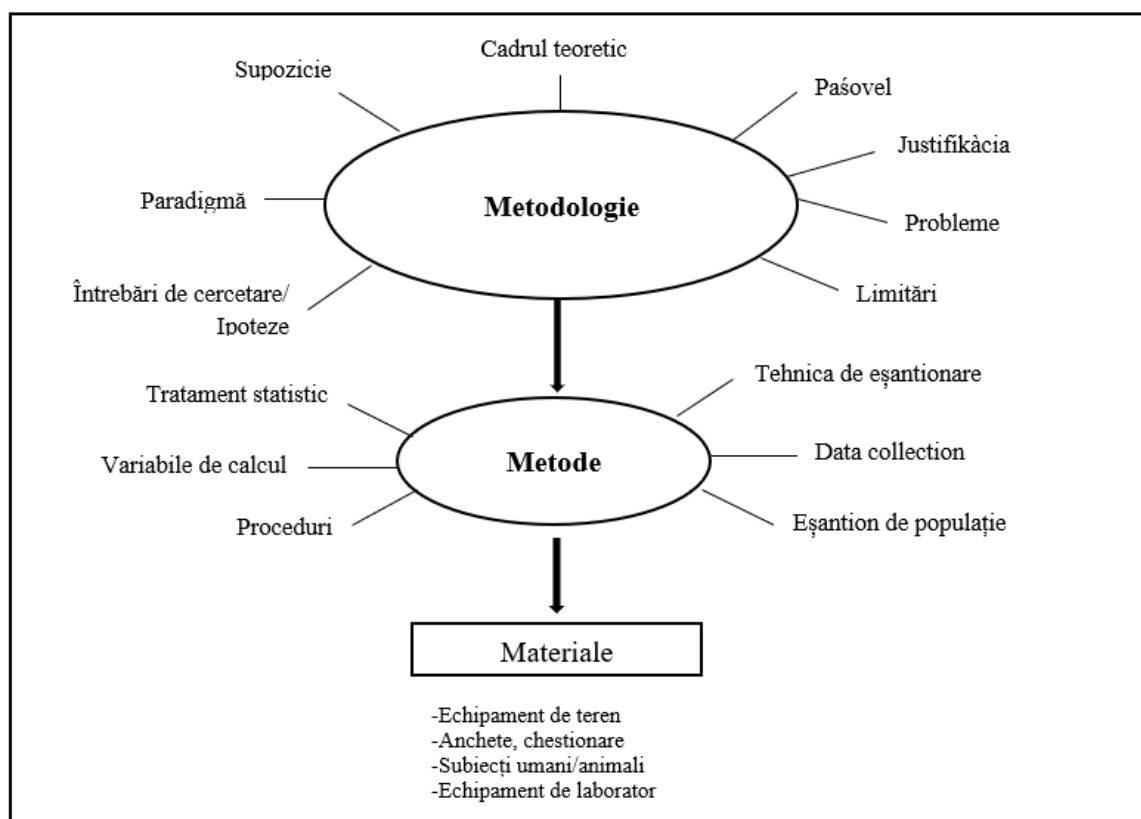 Cadrul teoretic
Supozicie
Paśovel
Justifikàcia
Paradigmă
Metodologie
Probleme
Întrebări de cercetare/
Ipoteze
Limitări
Tehnica de eșantionare
Tratament statistic
Data collection
Variabile de calcul
Metode
Proceduri
Eșantion de populație
Materiale
-Echipament de teren
-Anchete, chestionare
-Subiecți umani/animali
-Echipament de laborator